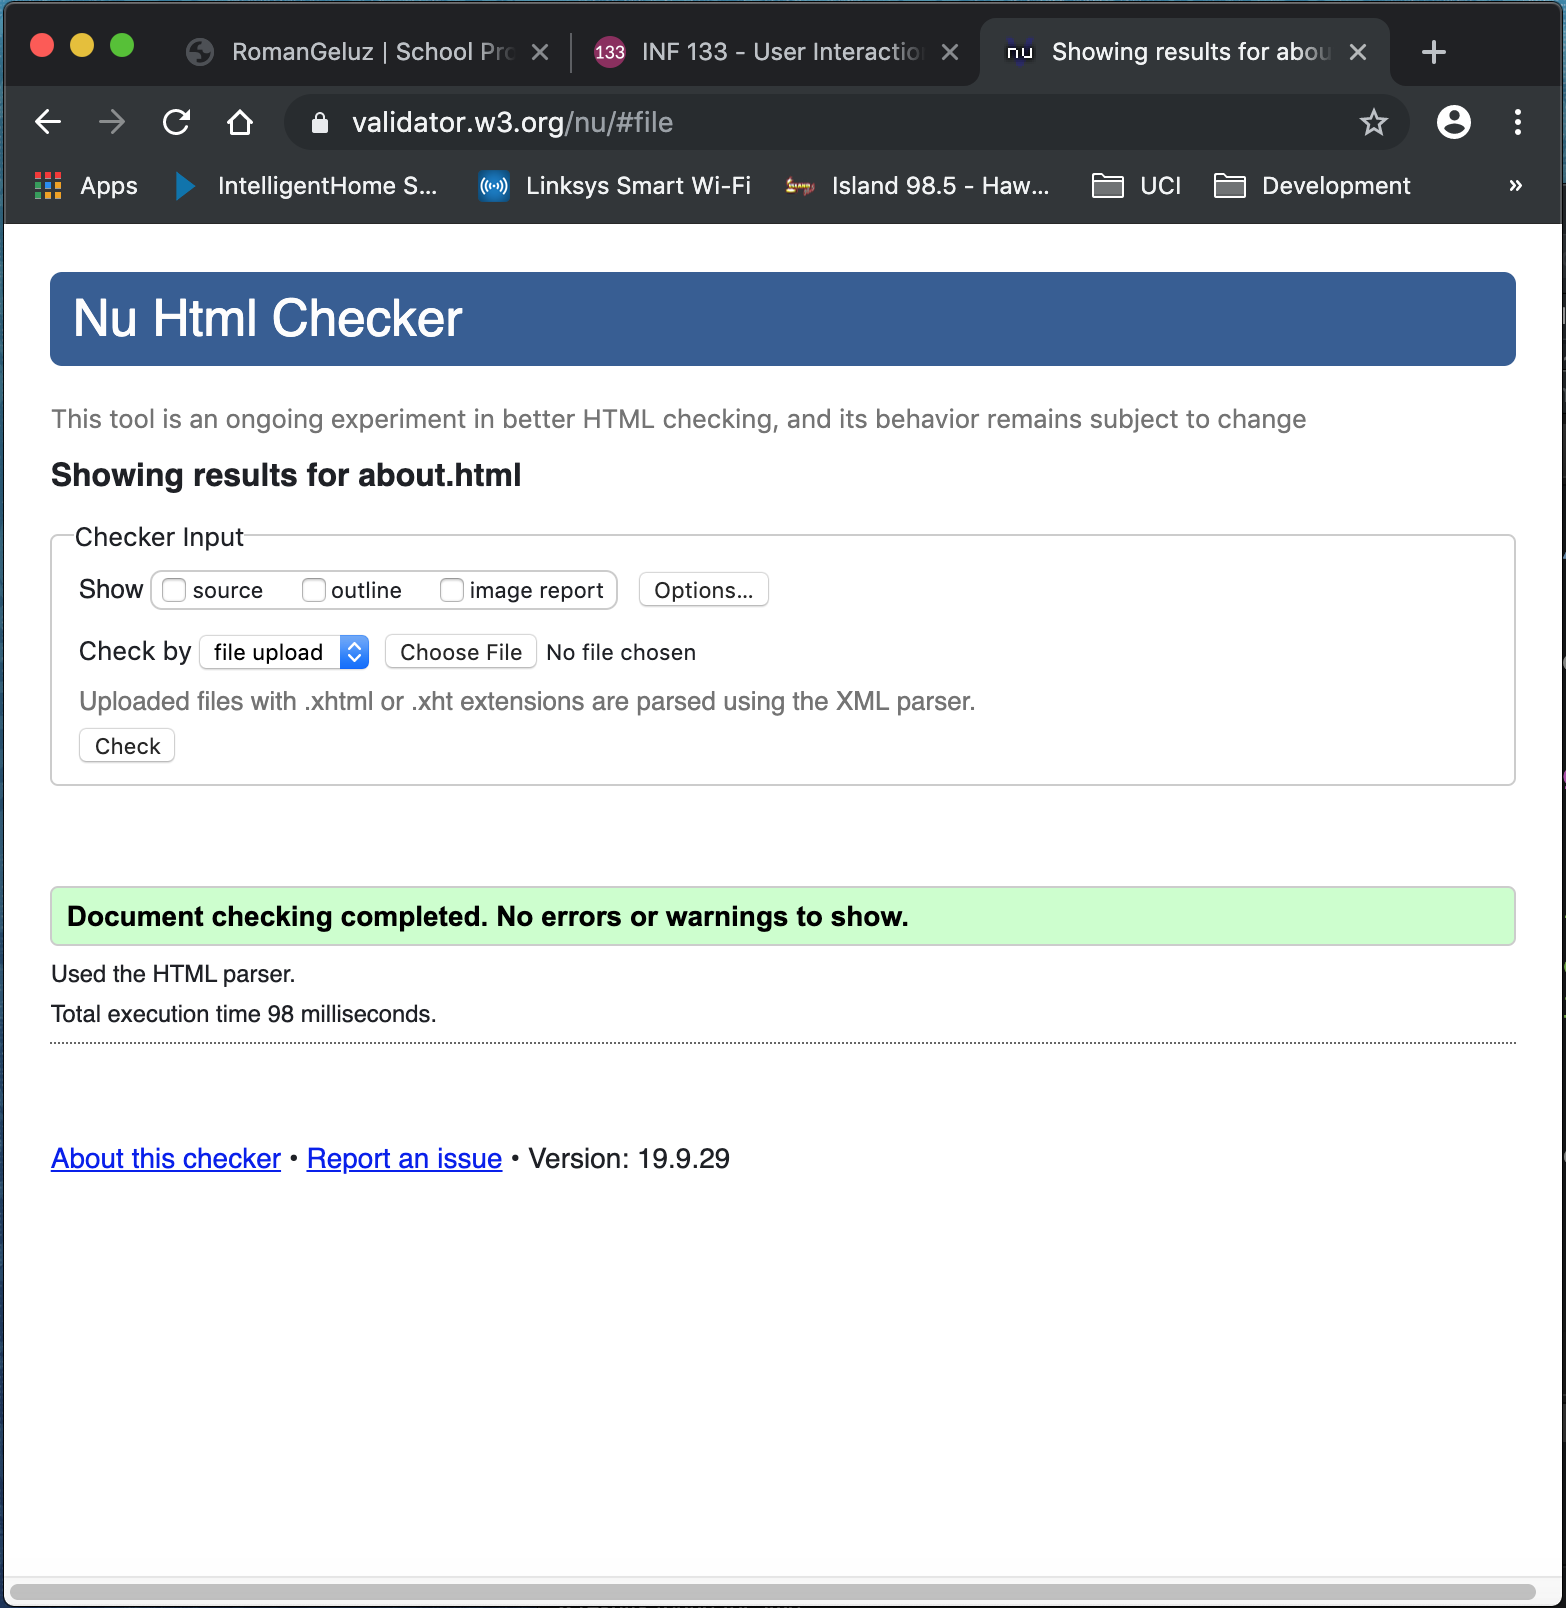 RomanGeluz | School Pro
133 INF 133 - User Interaction
nu Showing results for abou
validator.w3.org/nu/#file
Apps IntelligentHome S... Linksys Smart Wi-Fi Island 98.5 - Haw... UCI Development »
Nu Html Checker
This tool is an ongoing experiment in better HTML checking, and its behavior remains subject to change
Showing results for about.html
Checker Input
Show source outline image report Options...
Check by file upload Choose File No file chosen
Uploaded files with .xhtml or .xht extensions are parsed using the XML parser.
Check
Document checking completed. No errors or warnings to show.
Used the HTML parser.
Total execution time 98 milliseconds.
About this checker • Report an issue • Version: 19.9.29